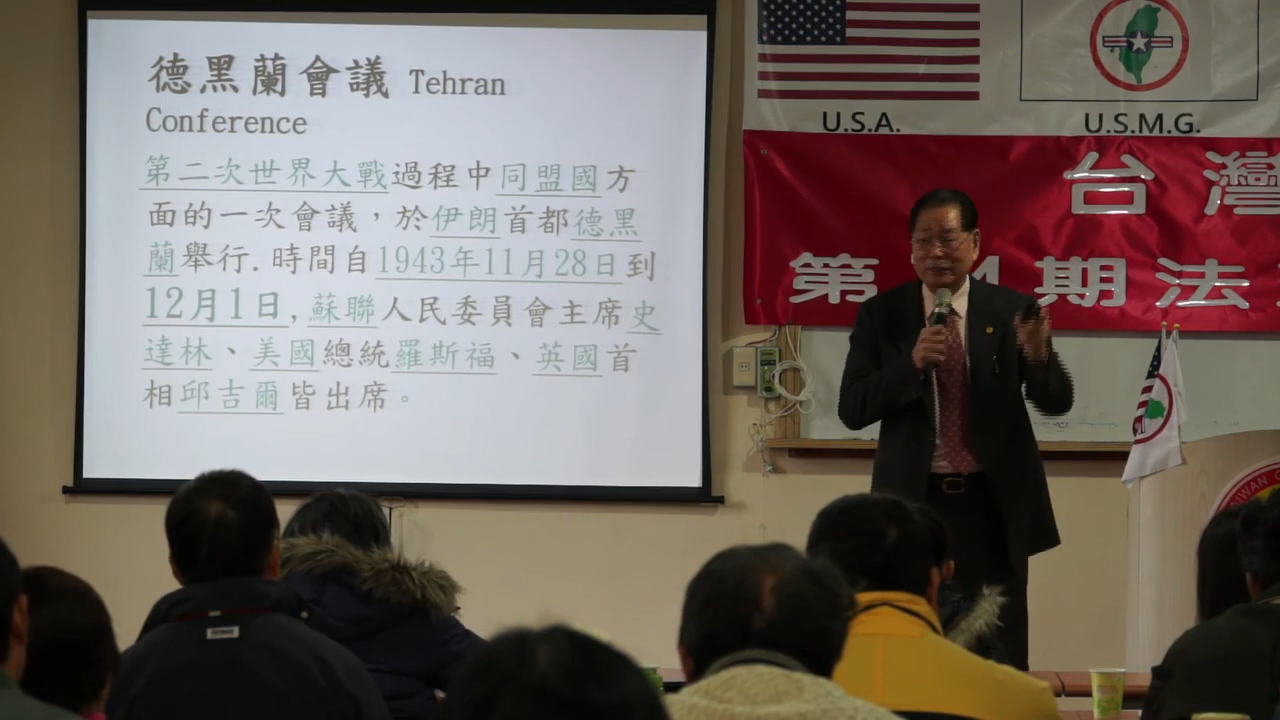 德黑蘭會議 Tehran
Conference
第二次世界大戰過程中同盟國方
面的一次會議，於伊朗首都德黑
蘭舉行.時間自1943年11月28日到
12月1日,蘇聯人民委員會主席史
達林、美國總統羅斯福、英國首
相邱吉爾皆出席。
U.S.A.
U.S.M.G.
台灣
第 期法
TAIWAN